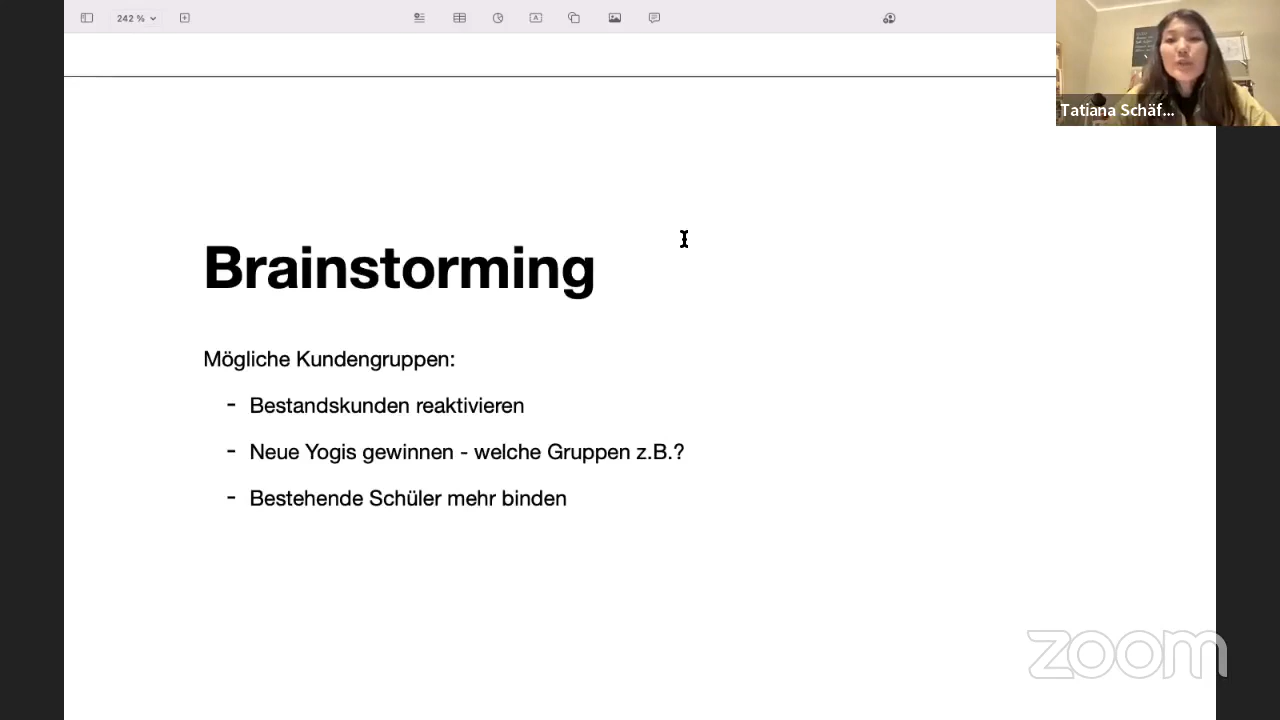 242 %
Tatiana Schäf...
Brainstorming
Mögliche Kundengruppen:
- Bestandskunden reaktivieren
- Neue Yogis gewinnen - welche Gruppen z.B.?
- Bestehende Schüler mehr binden
zoom